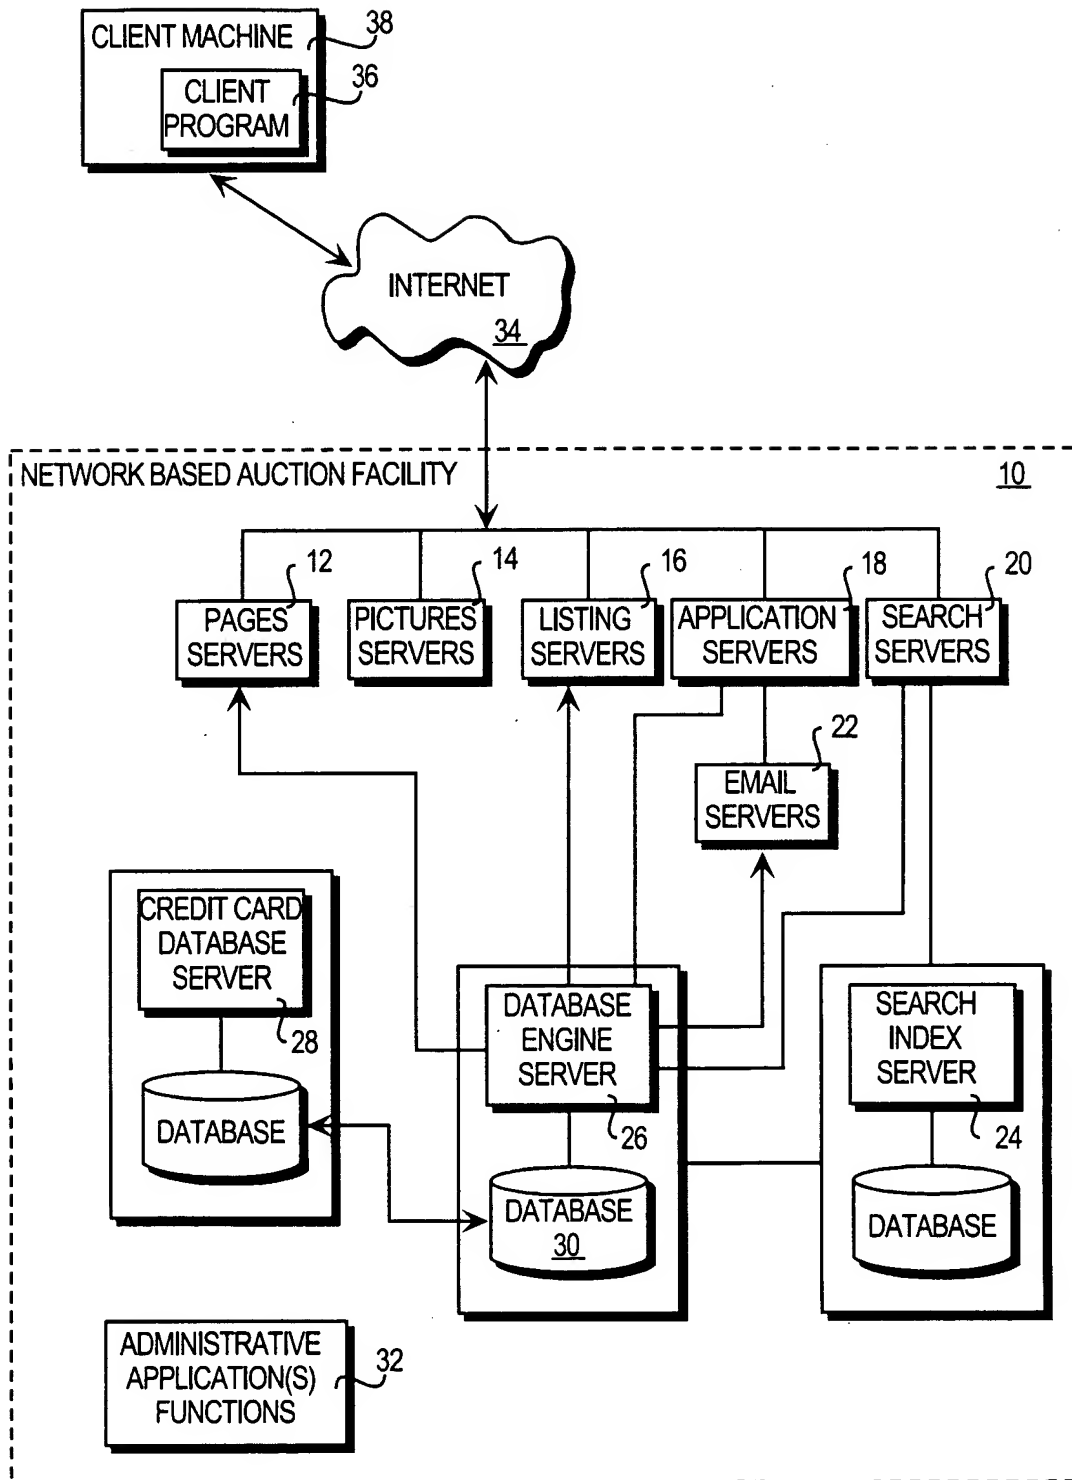 CLIENT MACHINE
38
CLIENT
PROGRAM
36
INTERNET
34
NETWORK BASED AUCTION FACILITY
10
12
PAGES
SERVERS
14
PICTURES
SERVERS
16
LISTING
SERVERS
18
APPLICATION
SERVERS
20
SEARCH
SERVERS
22
EMAIL
SERVERS
CREDIT CARD
DATABASE
SERVER
28
DATABASE
DATABASE
ENGINE
SERVER
26
DATABASE
30
SEARCH
INDEX
SERVER
24
DATABASE
ADMINISTRATIVE
APPLICATION(S)
FUNCTIONS
32